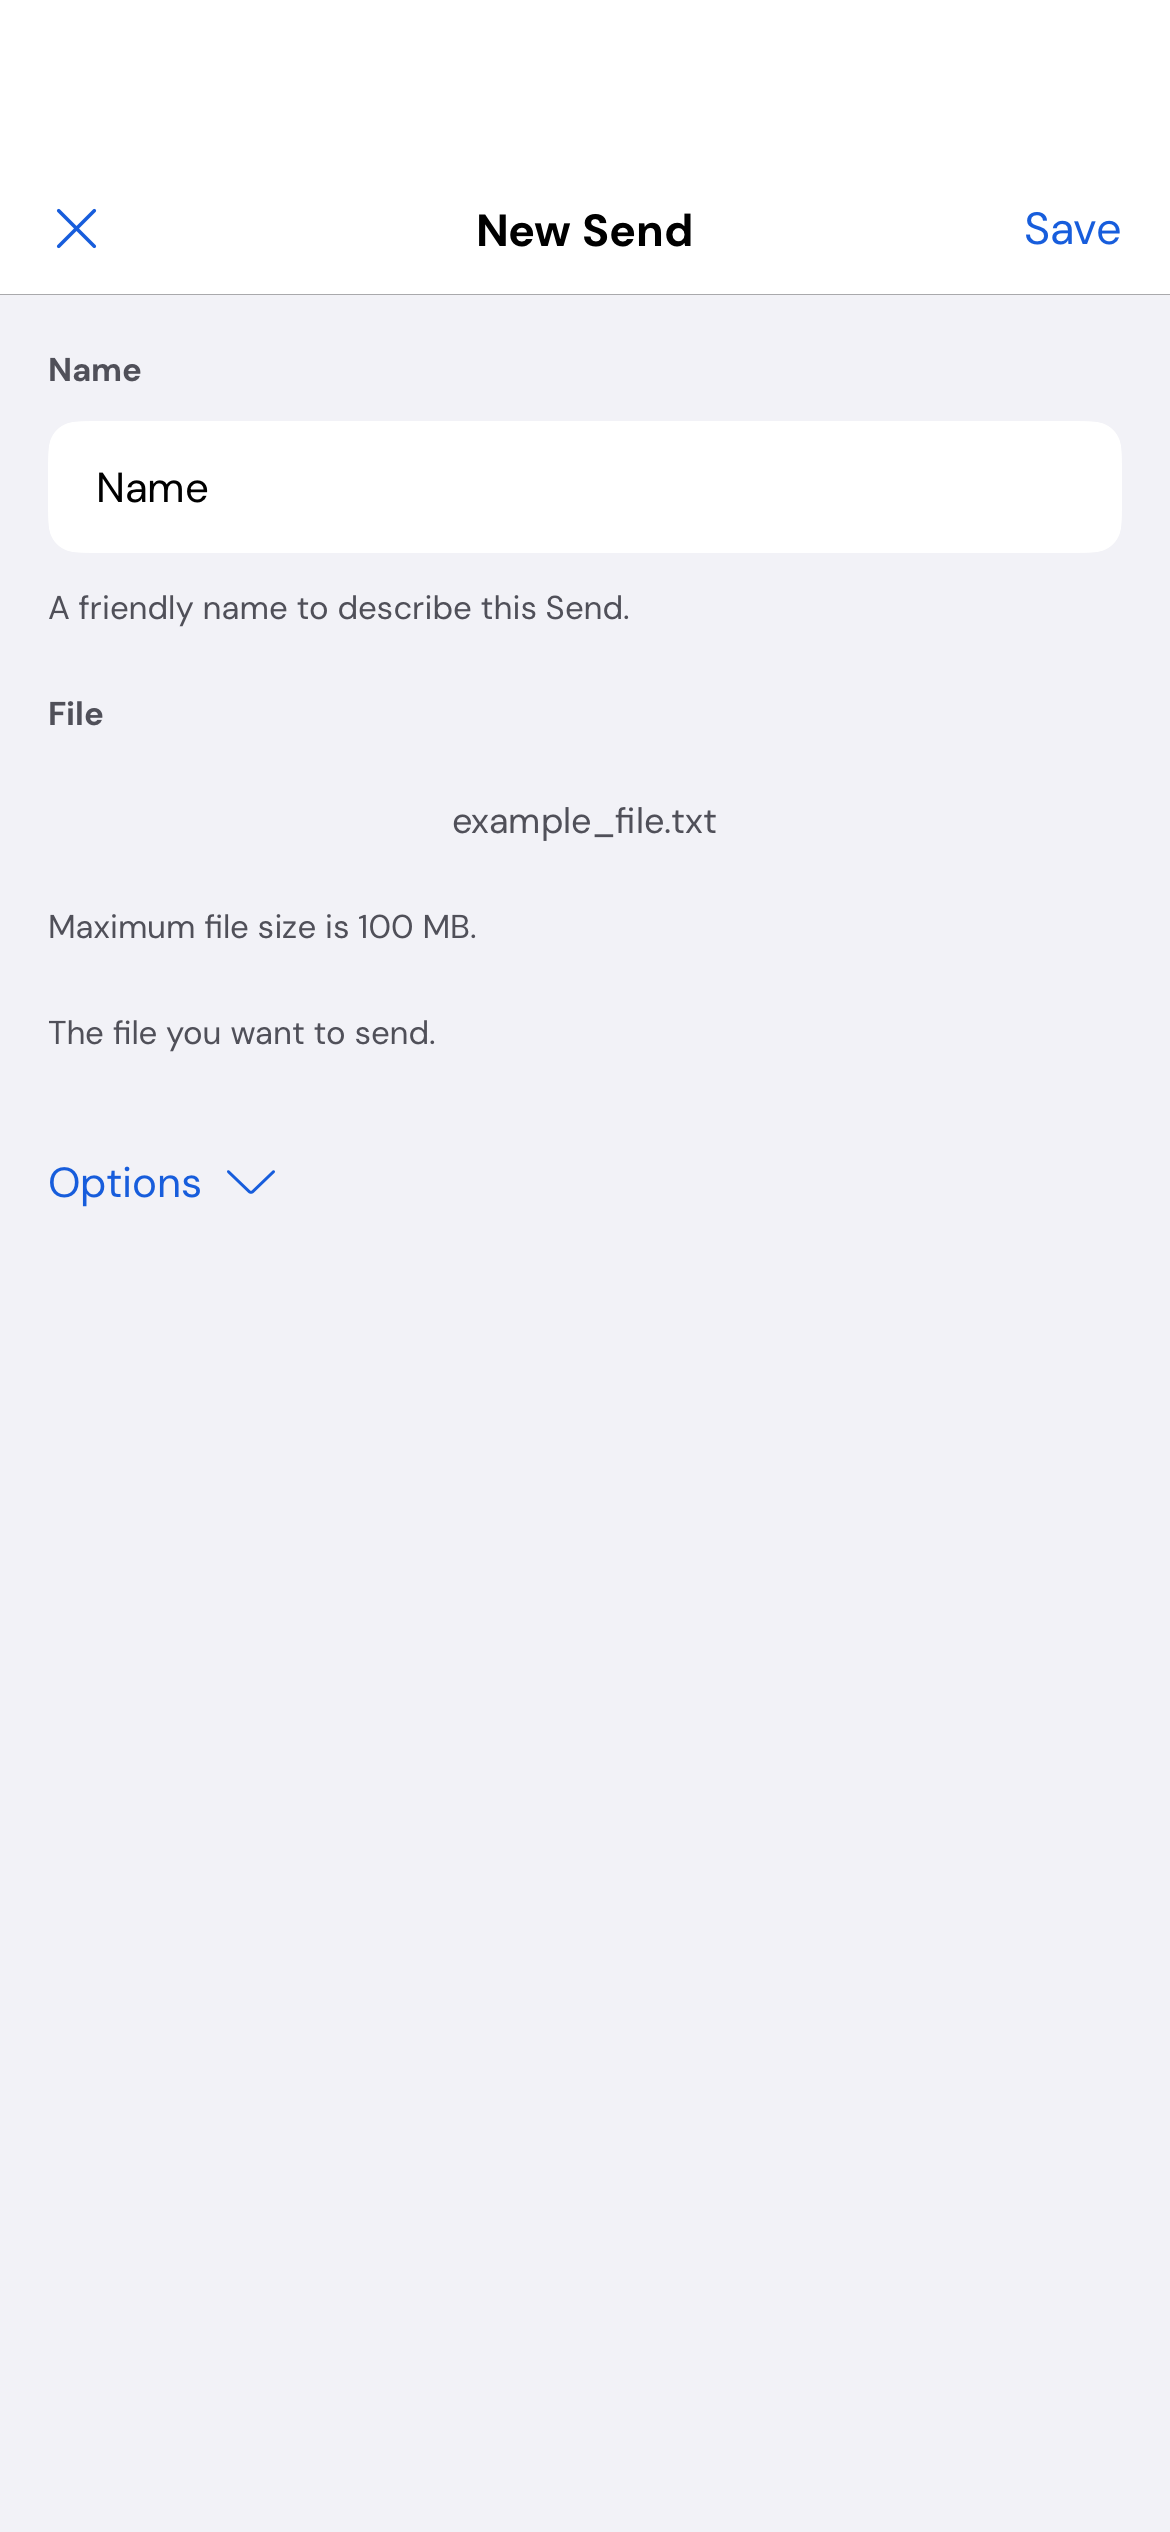 New Send
Save
Name
Name
A friendly name to describe this Send.
File
example_file.txt
Maximum file size is 100 MB.
The file you want to send.
Options